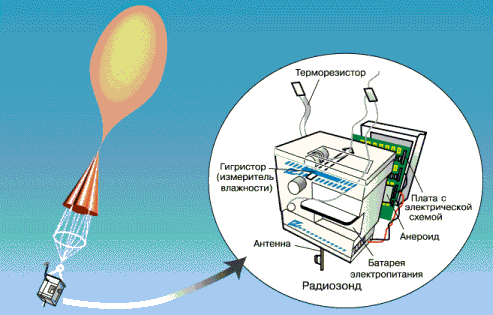 Терморезистор
Гигристор
(измеритель
влажности)
Плата с
электрической
схемой
Анероид
Антенна
Батарея
электропитания
Радиозонд